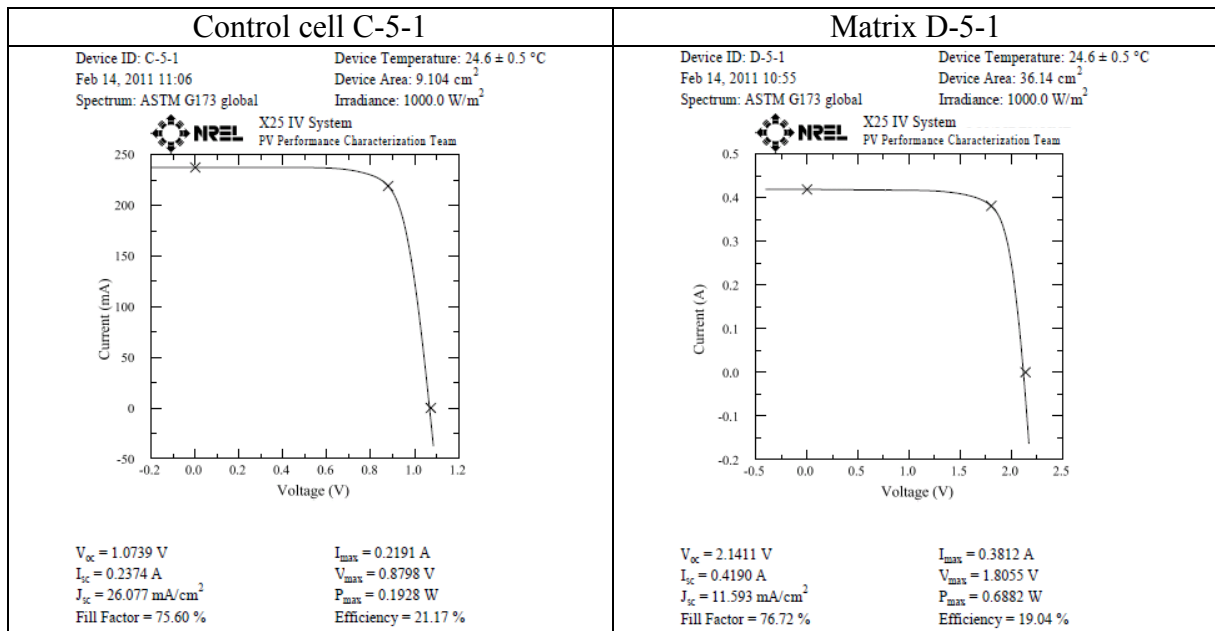 Control cell C-5-1
Device ID: C-5-1 Device Temperature: 24.6 ± 0.5 °C
Feb 14, 2011 11:06 Device Area: 9.104 cm²
Spectrum: ASTM G173 global Irradiance: 1000.0 W/m²
NREL X25 IV System
PV Performance Characterization Team
250
200
150
100
50
0
-50
Current (mA)
-0.2 0.0 0.2 0.4 0.6 0.8 1.0 1.2
Voltage (V)
Voc = 1.0739 V Imax = 0.2191 A
Isc = 0.2374 A Vmax = 0.8798 V
Jsc = 26.077 mA/cm² Pmax = 0.1928 W
Fill Factor = 75.60 % Efficiency = 21.17 %
Matrix D-5-1
Device ID: D-5-1 Device Temperature: 24.6 ± 0.5 °C
Feb 14, 2011 10:55 Device Area: 36.14 cm²
Spectrum: ASTM G173 global Irradiance: 1000.0 W/m²
NREL X25 IV System
PV Performance Characterization Team
0.5
0.4
0.3
0.2
0.1
0.0
-0.1
-0.2
Current (A)
-0.5 0.0 0.5 1.0 1.5 2.0 2.5
Voltage (V)
Voc = 2.1411 V Imax = 0.3812 A
Isc = 0.4190 A Vmax = 1.8055 V
Jsc = 11.593 mA/cm² Pmax = 0.6882 W
Fill Factor = 76.72 % Efficiency = 19.04 %